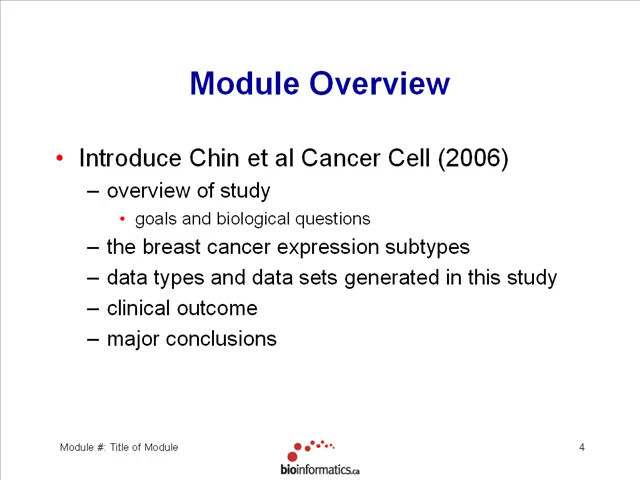 Module Overview
• Introduce Chin et al Cancer Cell (2006)
– overview of study
• goals and biological questions
– the breast cancer expression subtypes
– data types and data sets generated in this study
– clinical outcome
– major conclusions
Module #: Title of Module
4
bioinformatics.ca